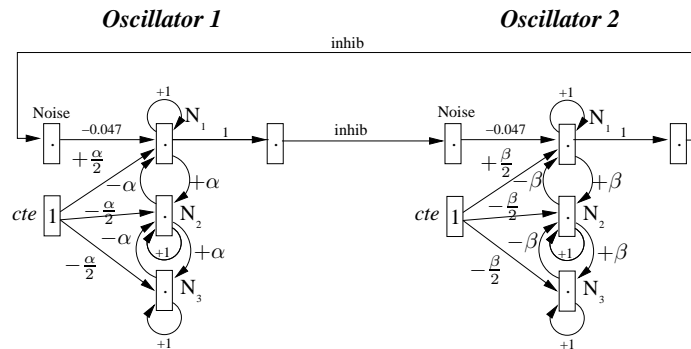 Oscillator 1
Oscillator 2
inhib
+1
+1
Noise
−0.047
N₁
1
inhib
Noise
−0.047
N₁
1
+α/2
−α
+α
+β/2
−β
+β
cte
1
−α/2
N₂
cte
1
−β/2
N₂
−α
+1
+α
−β
+1
+β
−α/2
N₃
−β/2
N₃
+1
+1